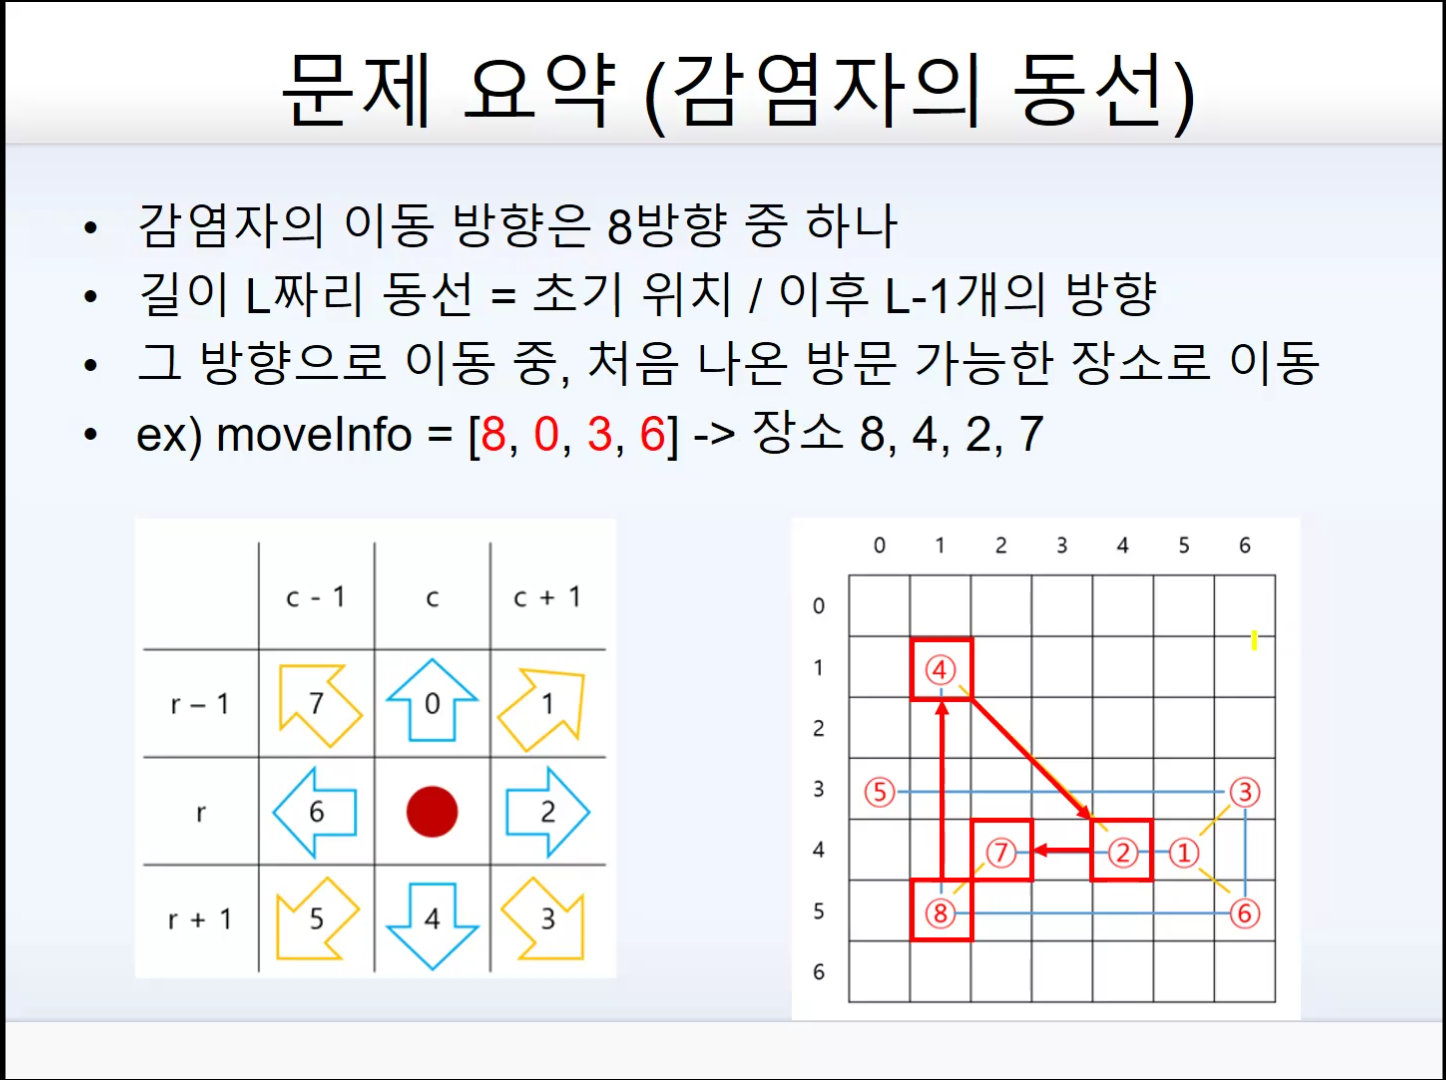 문제 요약 (감염자의 동선)
• 감염자의 이동 방향은 8방향 중 하나
• 길이 L짜리 동선 = 초기 위치 / 이후 L-1개의 방향
• 그 방향으로 이동 중, 처음 나온 방문 가능한 장소로 이동
• ex) moveInfo = [8, 0, 3, 6] -> 장소 8, 4, 2, 7
c - 1 c c + 1
r – 1 7 0 1
r 6 2
r + 1 5 4 3
0 1 2 3 4 5 6
0
1 ④
2
3 ⑤ ③
4 ⑦ ② ①
5 ⑧ ⑥
6